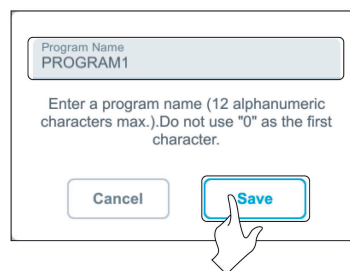 Program Name
PROGRAM1
Enter a program name (12 alphanumeric
characters max.).Do not use "0" as the first
character.
Cancel
Save